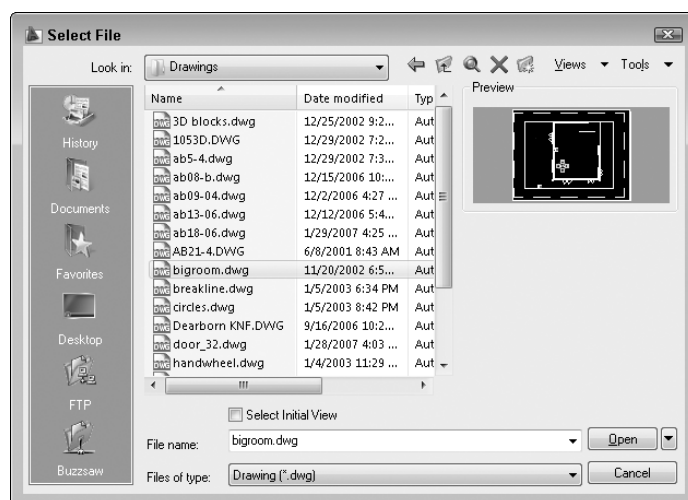 Select File
Look in: Drawings Views Tools
Name Date modified Typ
Preview
3D blocks.dwg 12/25/2002 9:2... Aut
1053D.DWG 12/29/2002 7:2... Aut
ab5-4.dwg 12/29/2002 7:3... Aut
ab08-b.dwg 12/15/2006 10:... Aut
ab09-04.dwg 12/2/2006 4:27 ... Aut
ab13-06.dwg 12/12/2006 5:4... Aut
ab18-06.dwg 1/29/2007 4:25 ... Aut
AB21-4.DWG 6/8/2001 8:43 AM Aut
bigroom.dwg 11/20/2002 6:5... Aut
breakline.dwg 1/5/2003 6:34 PM Aut
circles.dwg 1/5/2003 8:42 PM Aut
Dearborn KNF.DWG 9/16/2006 10:2... Aut
door_32.dwg 1/28/2007 4:03 ... Aut
handwheel.dwg 1/4/2003 11:29 ... Aut
History
Documents
Favorites
Desktop
FTP
Buzzsaw
Select Initial View
File name: bigroom.dwg Open
Files of type: Drawing (*.dwg) Cancel